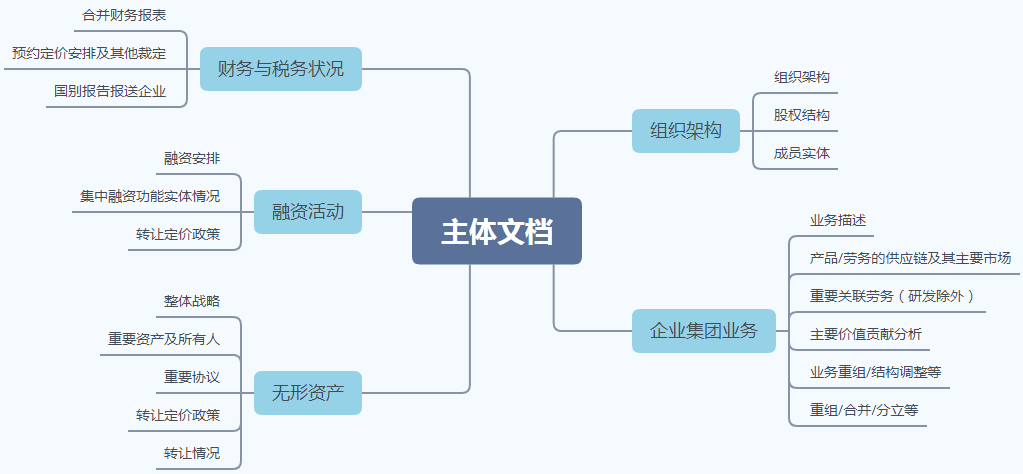 主体文档
组织架构
组织架构
股权结构
成员实体
企业集团业务
业务描述
产品/劳务的供应链及其主要市场
重要关联劳务（研发除外）
主要价值贡献分析
业务重组/结构调整等
重组/合并/分立等
财务与税务状况
合并财务报表
预约定价安排及其他裁定
国别报告报送企业
融资活动
融资安排
集中融资功能实体情况
转让定价政策
无形资产
整体战略
重要资产及所有人
重要协议
转让定价政策
转让情况